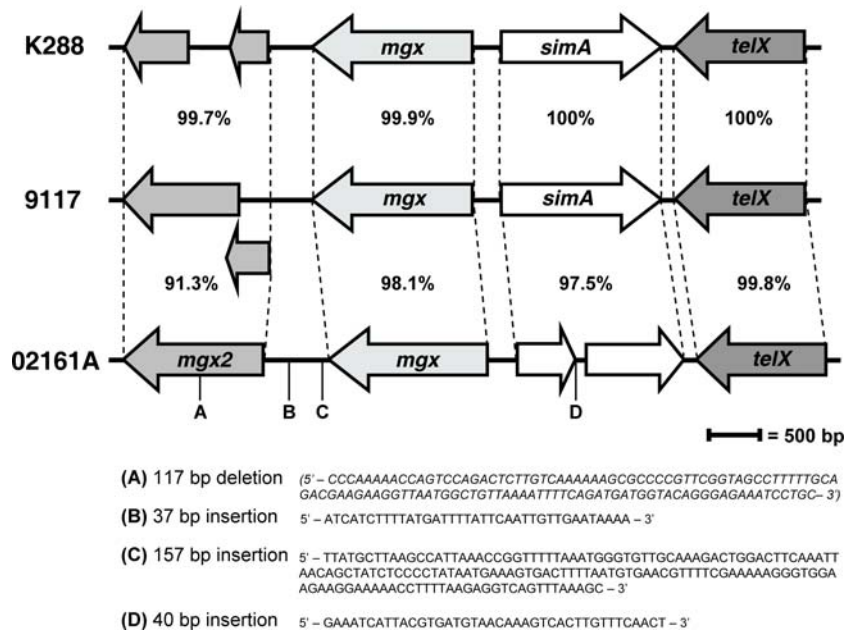 K288
mgx
simA
telX
99.7%
99.9%
100%
100%
9117
mgx
simA
telX
91.3%
98.1%
97.5%
99.8%
02161A
mgx2
mgx
telX
A
B
C
D
= 500 bp
(A) 117 bp deletion
(5' – CCCAAAAACCAGTCCAGACTCTTGTCAAAAAAGCGCCCCGTTCGGTAGCCTTTTTGCA
GACGAAGAAGGTTAATGGCTGTTAAAATTTTCAGATGATGGTACAGGGAGAAATCCTGC– 3')
(B) 37 bp insertion
5' – ATCATCTTTTATGATTTTATTCAATTGTTGAATAAAA – 3'
(C) 157 bp insertion
5' – TTATGCTTAAGCCATTAAACCGGTTTTTAAATGGGTGTTGCAAAGACTGGACTTCAAATT
AACAGCTATCTCCCCTATAATGAAAGTGACTTTTAATGTGAACGTTTTCGAAAAAGGGTGGA
AGAAGGAAAAACCTTTTAAGAGGTCAGTTTAAAGC – 3'
(D) 40 bp insertion
5' – GAAATCATTACGTGATGTAACAAAGTCACTTGTTTCAACT – 3'